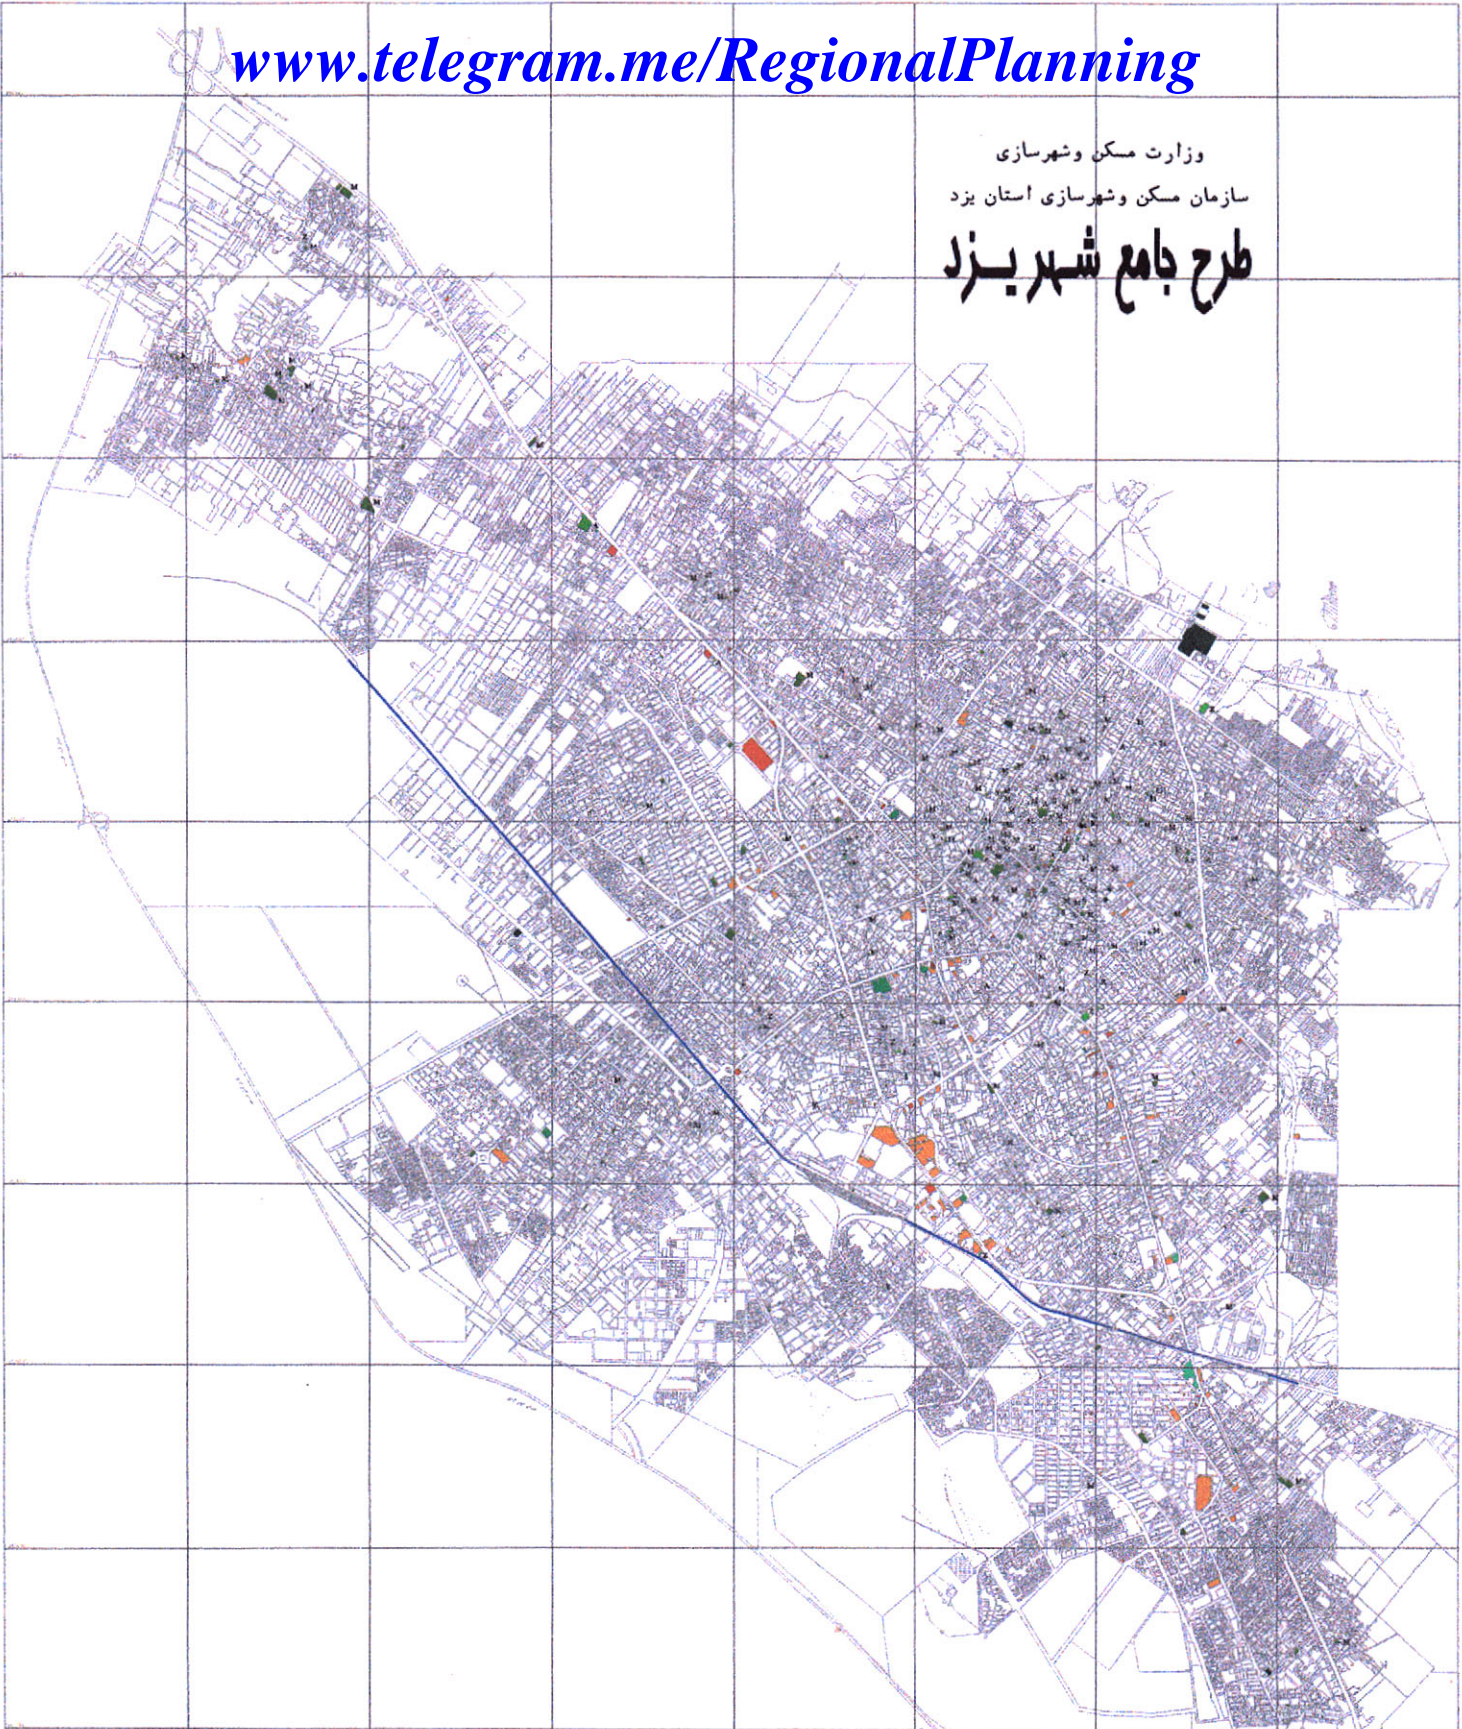 www.telegram.me/RegionalPlanning
وزارت مسکن وشهرسازی
سازمان مسکن وشهرسازی استان یزد
طرح جامع شهر یزد